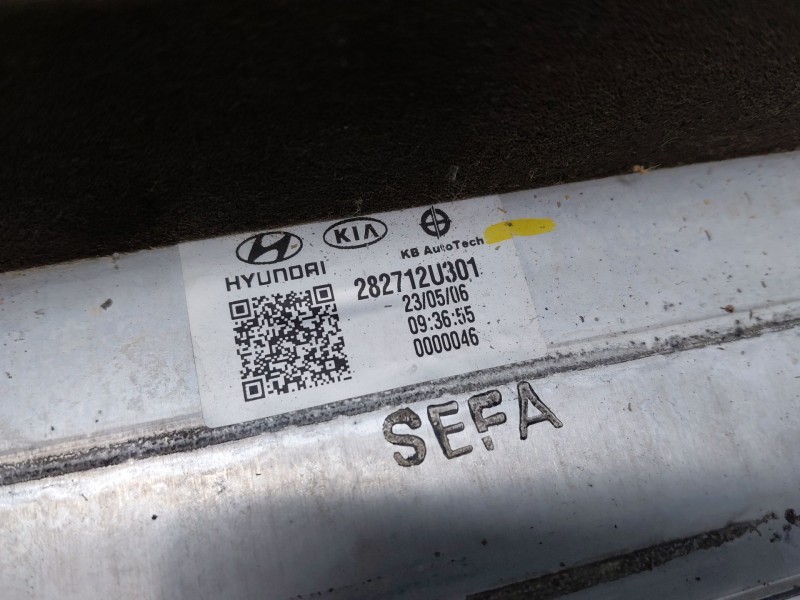 HYUNDAI
KIA
KB AutoTech
282712U301
23/05/06
09:36:55
0000046
SEFA